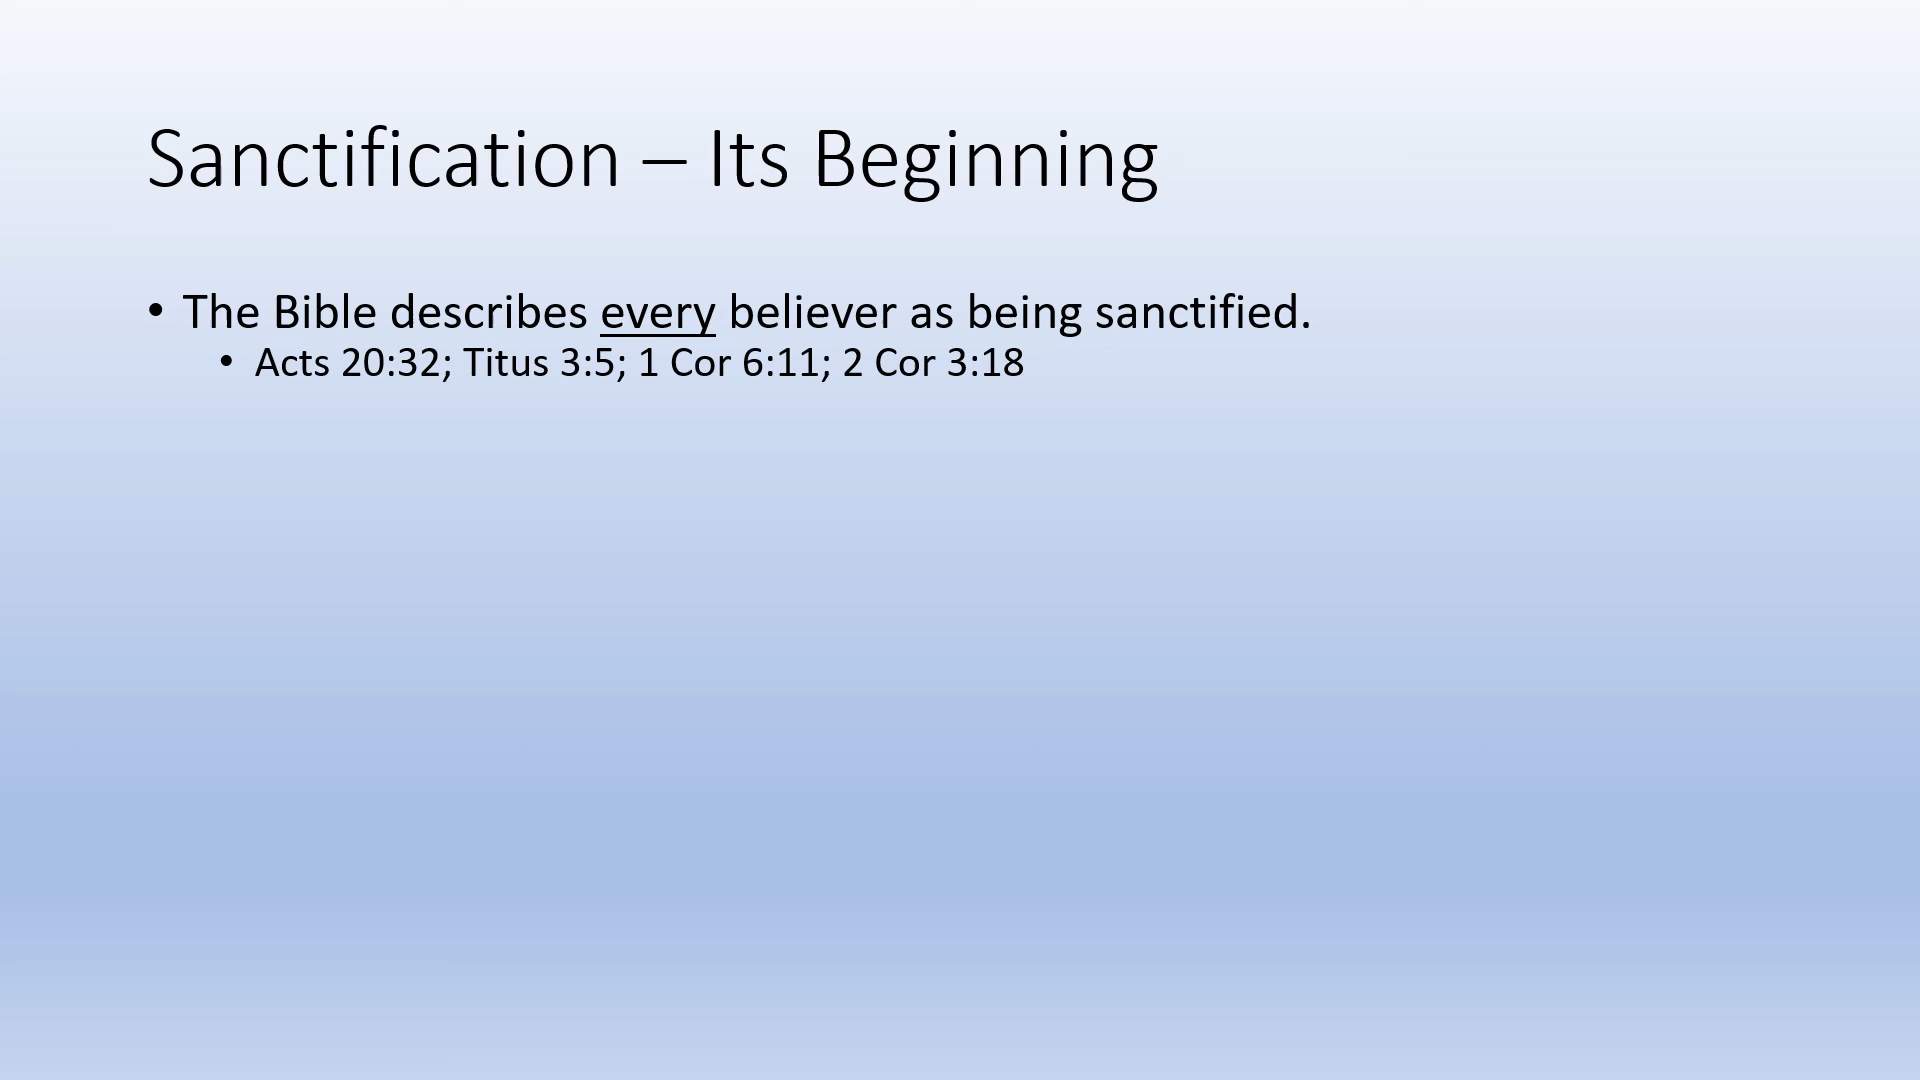 Sanctification – Its Beginning
• The Bible describes every believer as being sanctified.
• Acts 20:32; Titus 3:5; 1 Cor 6:11; 2 Cor 3:18